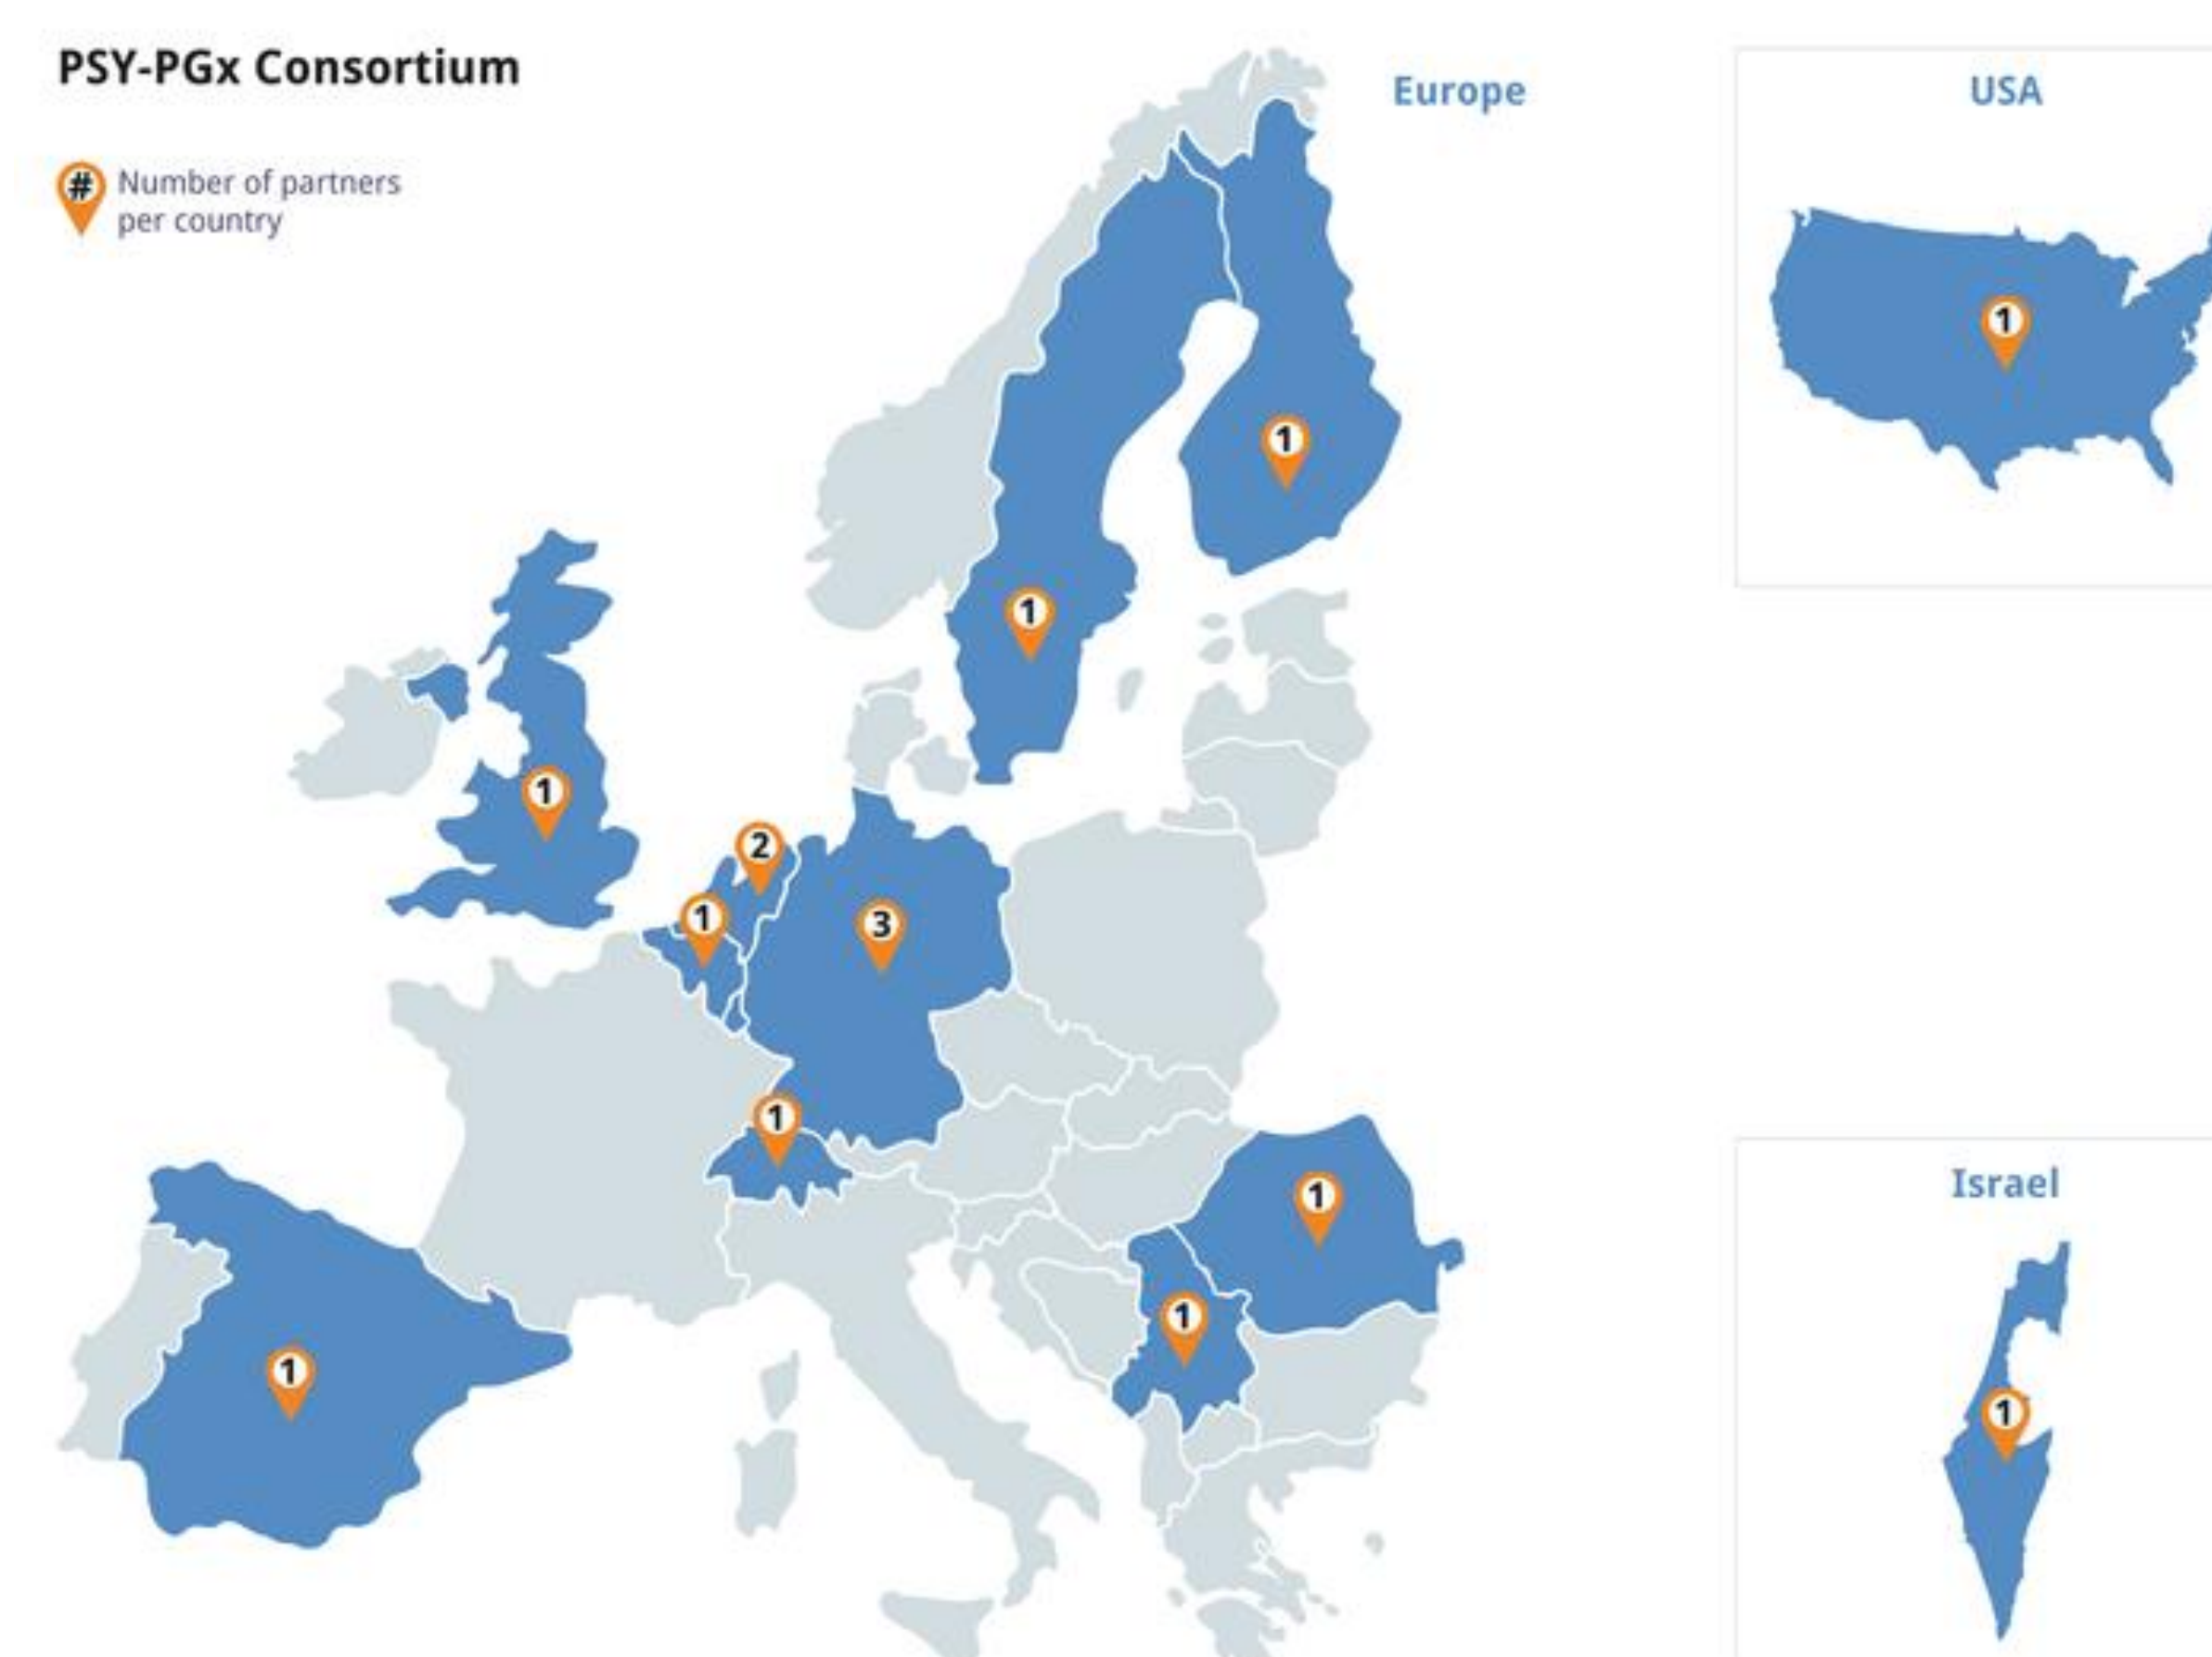 PSY-PGx Consortium
Europe
USA
#
Number of partners
per country
1
1
1
1
2
1
3
1
Israel
1
1
1
1